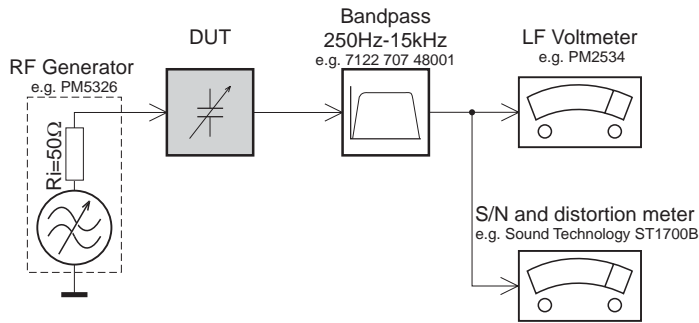 RF Generator
e.g. PM5326
Ri=50Ω
DUT
Bandpass
250Hz-15kHz
e.g. 7122 707 48001
LF Voltmeter
e.g. PM2534
S/N and distortion meter
e.g. Sound Technology ST1700B